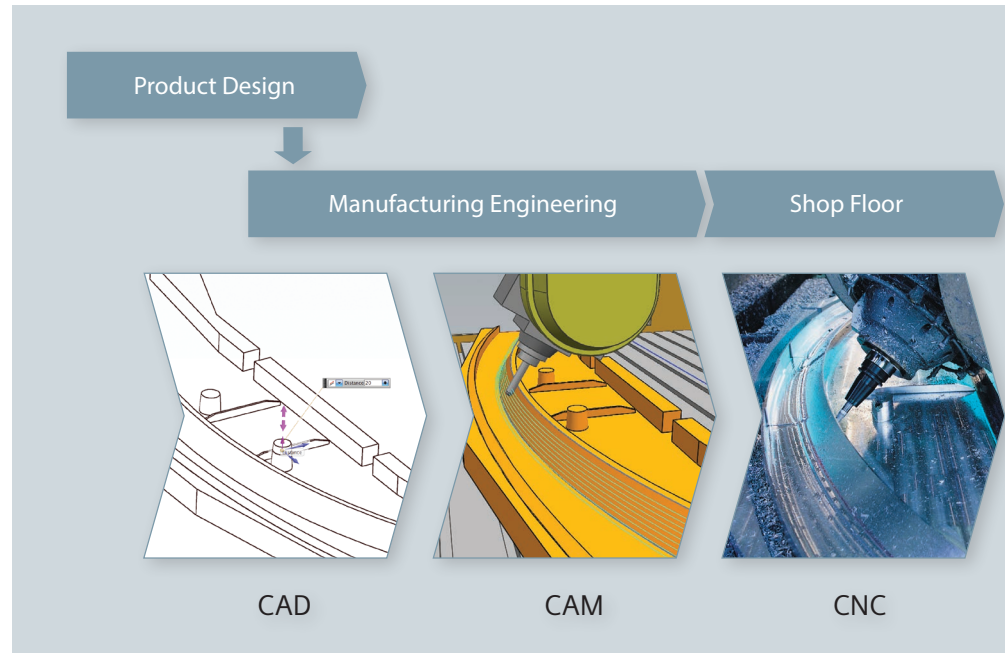 Product Design
Manufacturing Engineering
Shop Floor
Distance 20
CAD
CAM
CNC